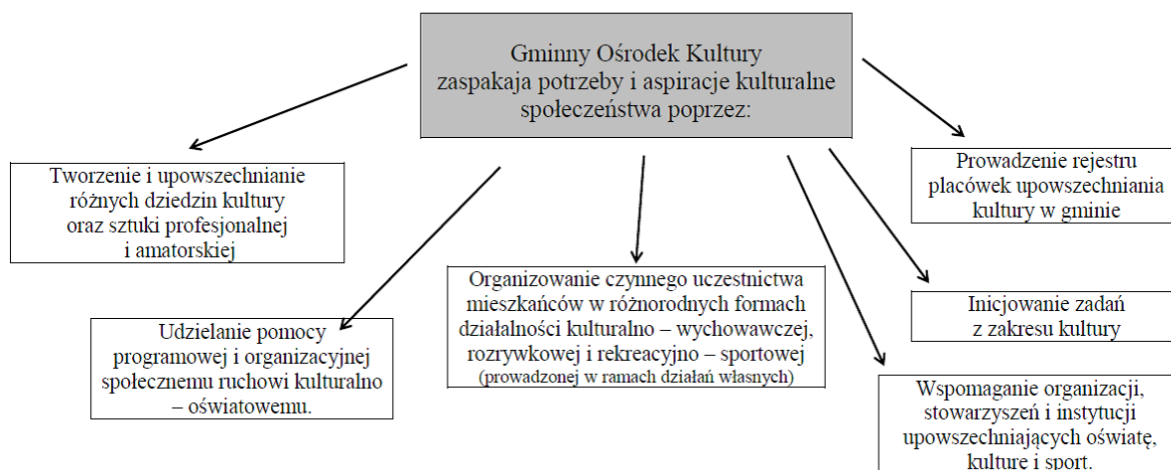 Gminny Ośrodek Kultury
zaspakaja potrzeby i aspiracje kulturalne
społeczeństwa poprzez:
Tworzenie i upowszechnianie
różnych dziedzin kultury
oraz sztuki profesjonalnej
i amatorskiej
Udzielanie pomocy
programowej i organizacyjnej
społecznemu ruchowi kulturalno
– oświatowemu.
Organizowanie czynnego uczestnictwa
mieszkańców w różnorodnych formach
działalności kulturalno – wychowawczej,
rozrywkowej i rekreacyjno – sportowej
(prowadzonej w ramach działań własnych)
Wspomaganie organizacji,
stowarzyszeń i instytucji
upowszechniających oświatę,
kulturę i sport.
Inicjowanie zadań
z zakresu kultury
Prowadzenie rejestru
placówek upowszechniania
kultury w gminie